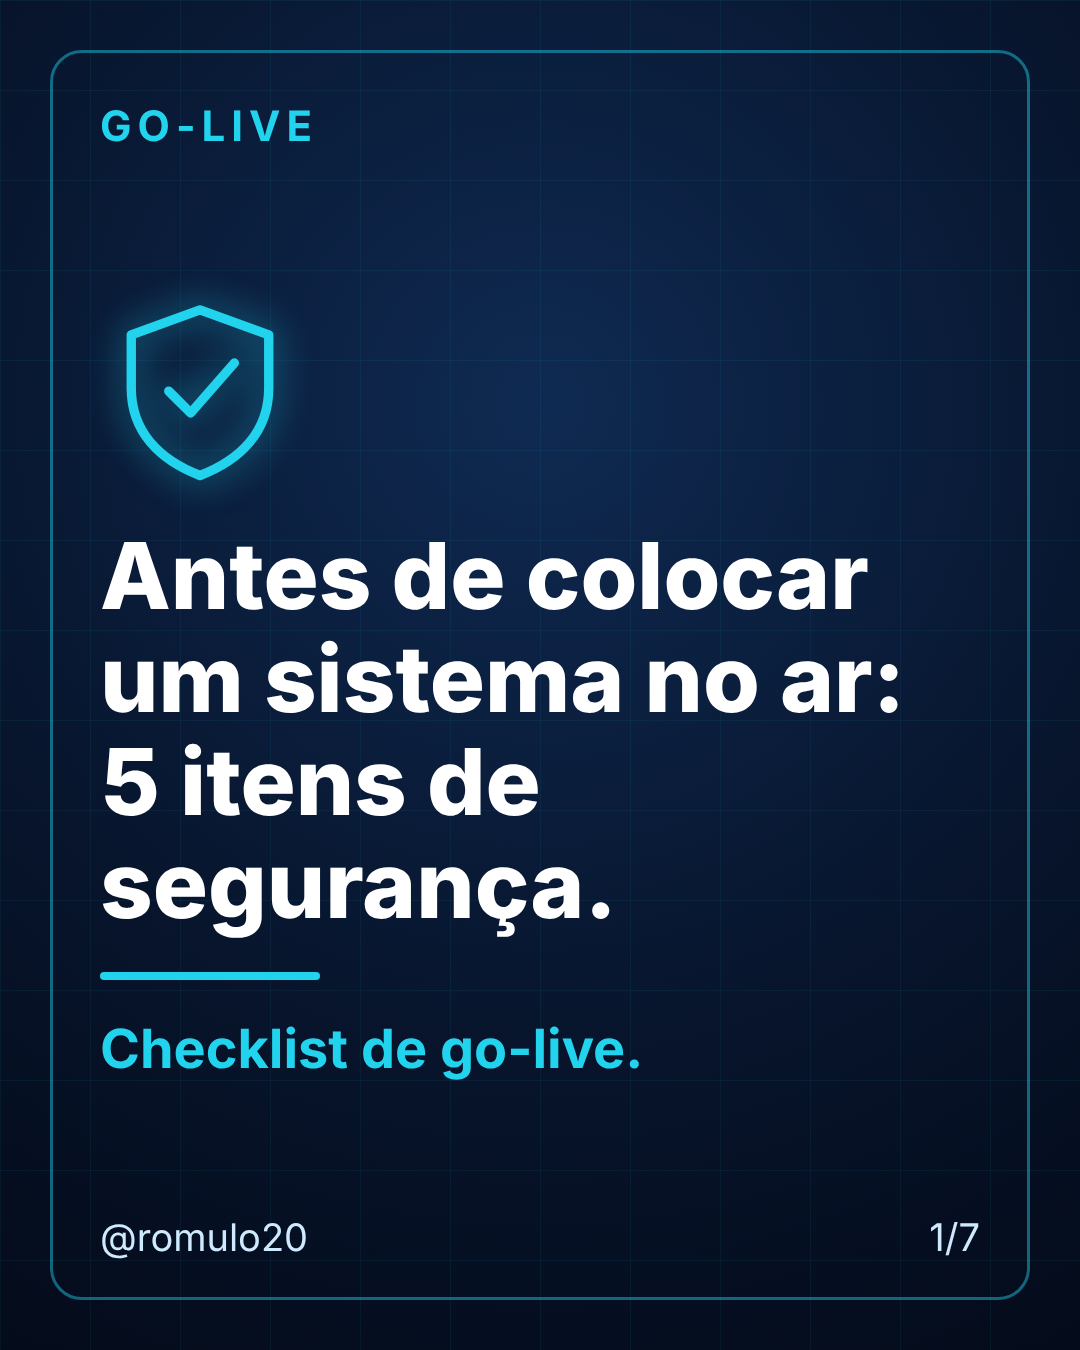 GO-LIVE
Antes de colocar
um sistema no ar:
5 itens de
segurança.
Checklist de go-live.
@romulo20
1/7